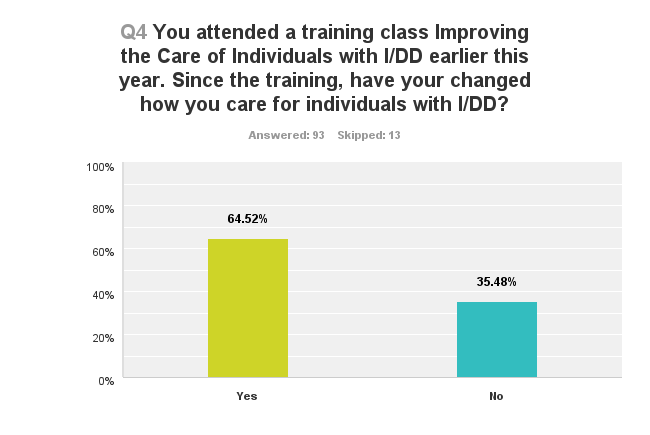 Q4 You attended a training class Improving
the Care of Individuals with I/DD earlier this
year. Since the training, have your changed
how you care for individuals with I/DD?
Answered: 93 Skipped: 13
100%
80%
60%
40%
20%
0%
64.52%
35.48%
Yes No